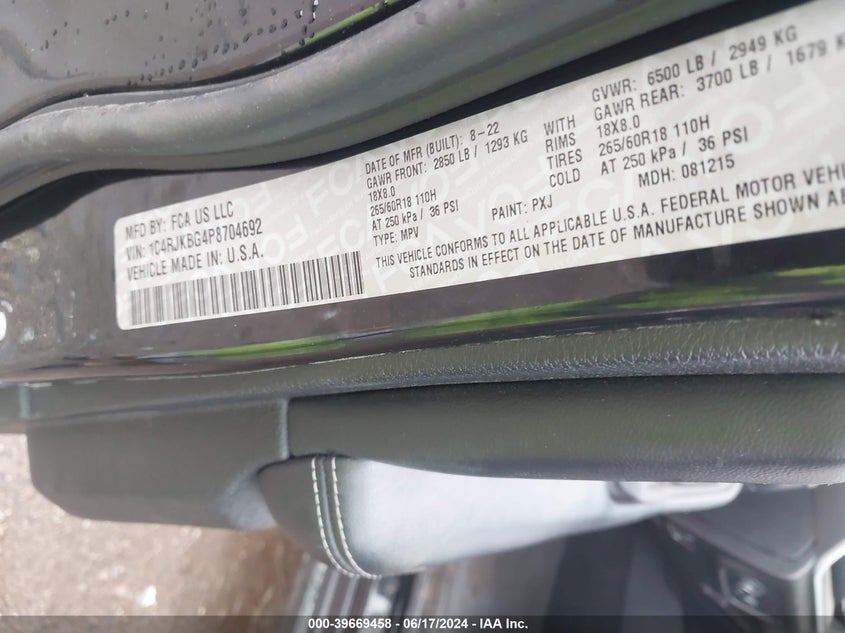 MFD BY: FCA US LLC
VIN: 1C4RJKBG4P8704692
VEHICLE MADE IN: U.S.A.
DATE OF MFR (BUILT): 8-22
GAWR FRONT: 2850 LB / 1293 KG
18X8.0
265/60R18 110H
AT 250 kPa / 36 PSI
TYPE: MPV
PAINT: PXJ
WITH
RIMS
TIRES
COLD
GVWR: 6500 LB / 2949 KG
GAWR REAR: 3700 LB / 1679 K
18X8.0
265/60R18 110H
AT 250 kPa / 36 PSI
MDH: 081215
THIS VEHICLE CONFORMS TO ALL APPLICABLE U.S.A. FEDERAL MOTOR VEHI
STANDARDS IN EFFECT ON THE DATE OF MANUFACTURE SHOWN AB
000-39669458 - 06/17/2024 - IAA Inc.